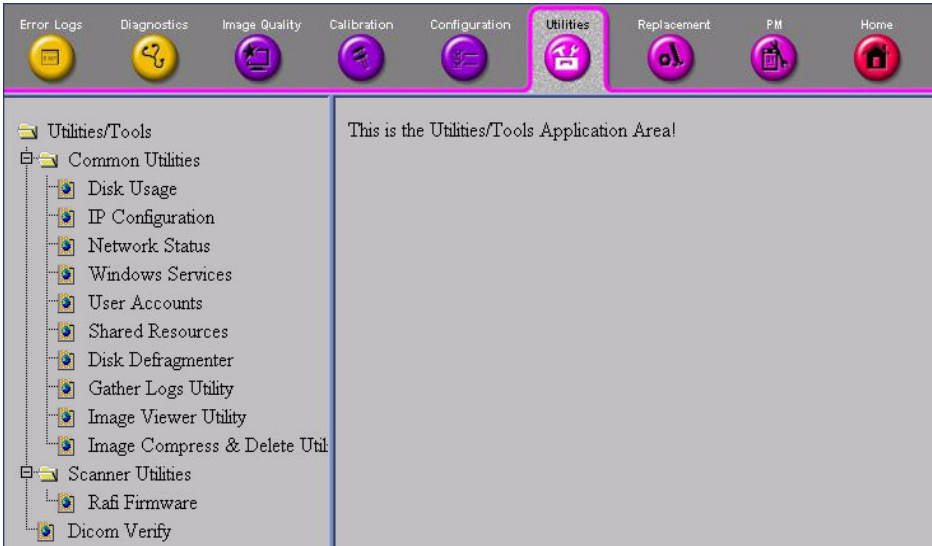 Error Logs Diagnostics Image Quality Calibration Configuration Utilities Replacement PM Home
Utilities/Tools
Common Utilities
Disk Usage
IP Configuration
Network Status
Windows Services
User Accounts
Shared Resources
Disk Defragmenter
Gather Logs Utility
Image Viewer Utility
Image Compress & Delete Util
Scanner Utilities
Rafi Firmware
Dicom Verify
This is the Utilities/Tools Application Area!